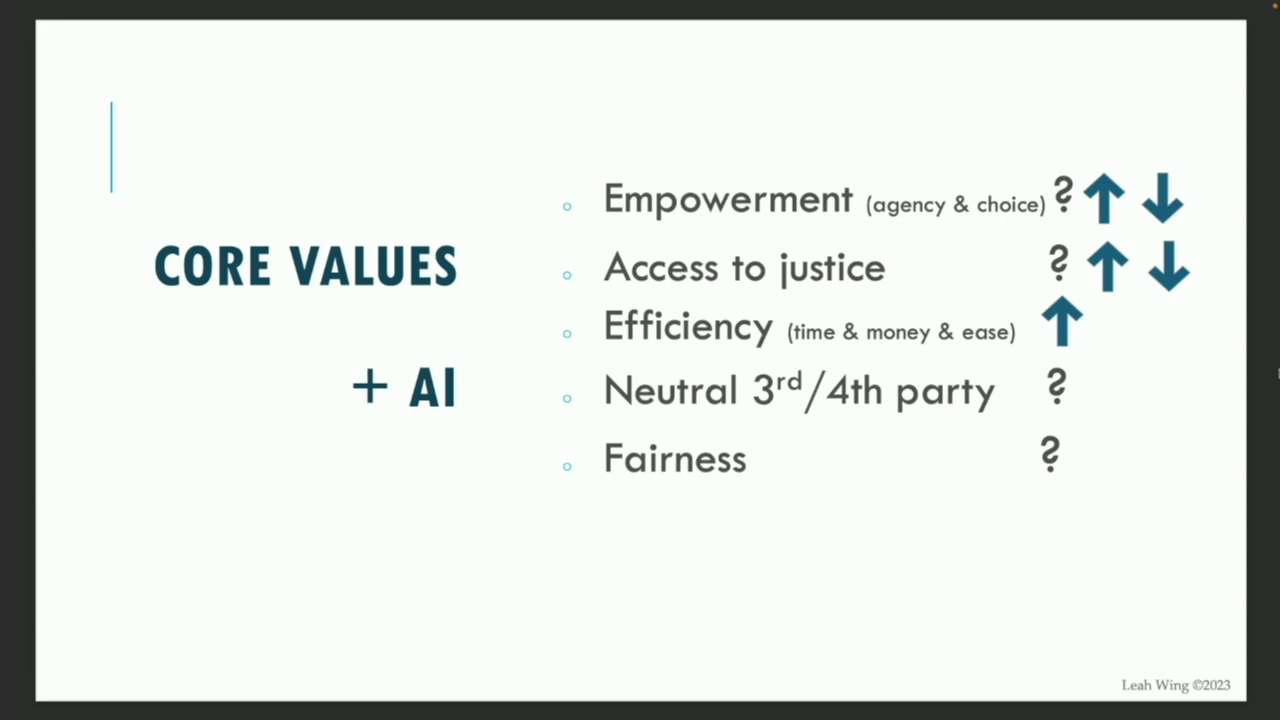 CORE VALUES
+ AI
Empowerment (agency & choice) ? ↑ ↓
Access to justice ? ↑ ↓
Efficiency (time & money & ease) ↑
Neutral 3rd/4th party ?
Fairness ?
Leah Wing ©2023